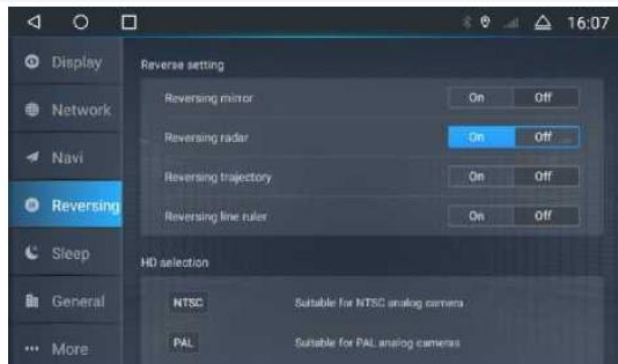 16:07
Display
Reverse setting
Reversing mirror On Off
Network
Reversing radar On Off
Navi
Reversing trajectory On Off
Reversing
Reversing line ruler On Off
Sleep
HD selection
General
NTSC Suitable for NTSC analog camera
PAL Suitable for PAL analog cameras
More